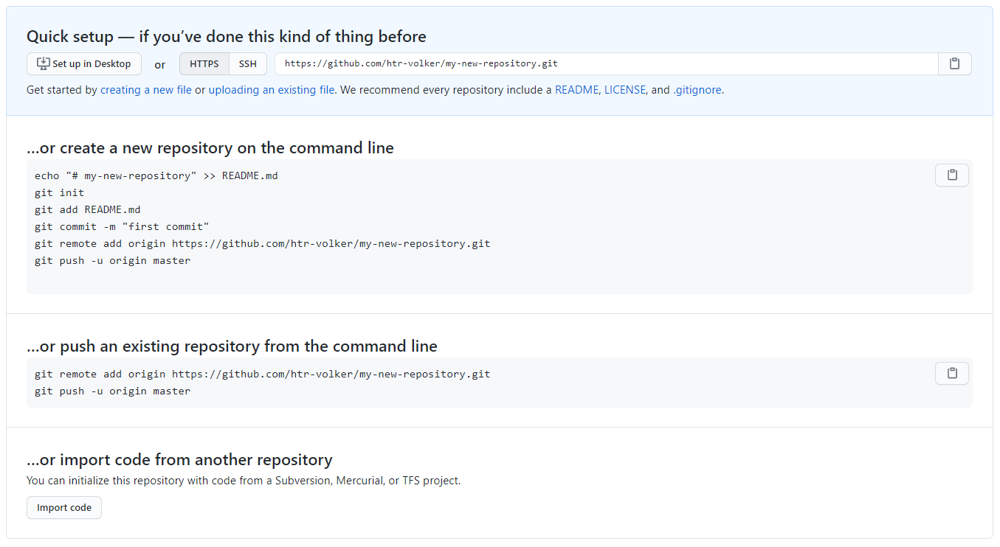 Quick setup — if you’ve done this kind of thing before
Set up in Desktop or HTTPS SSH https://github.com/htr-volker/my-new-repository.git
Get started by creating a new file or uploading an existing file. We recommend every repository include a README, LICENSE, and .gitignore.
…or create a new repository on the command line
echo "# my-new-repository" >> README.md
git init
git add README.md
git commit -m "first commit"
git remote add origin https://github.com/htr-volker/my-new-repository.git
git push -u origin master
…or push an existing repository from the command line
git remote add origin https://github.com/htr-volker/my-new-repository.git
git push -u origin master
…or import code from another repository
You can initialize this repository with code from a Subversion, Mercurial, or TFS project.
Import code